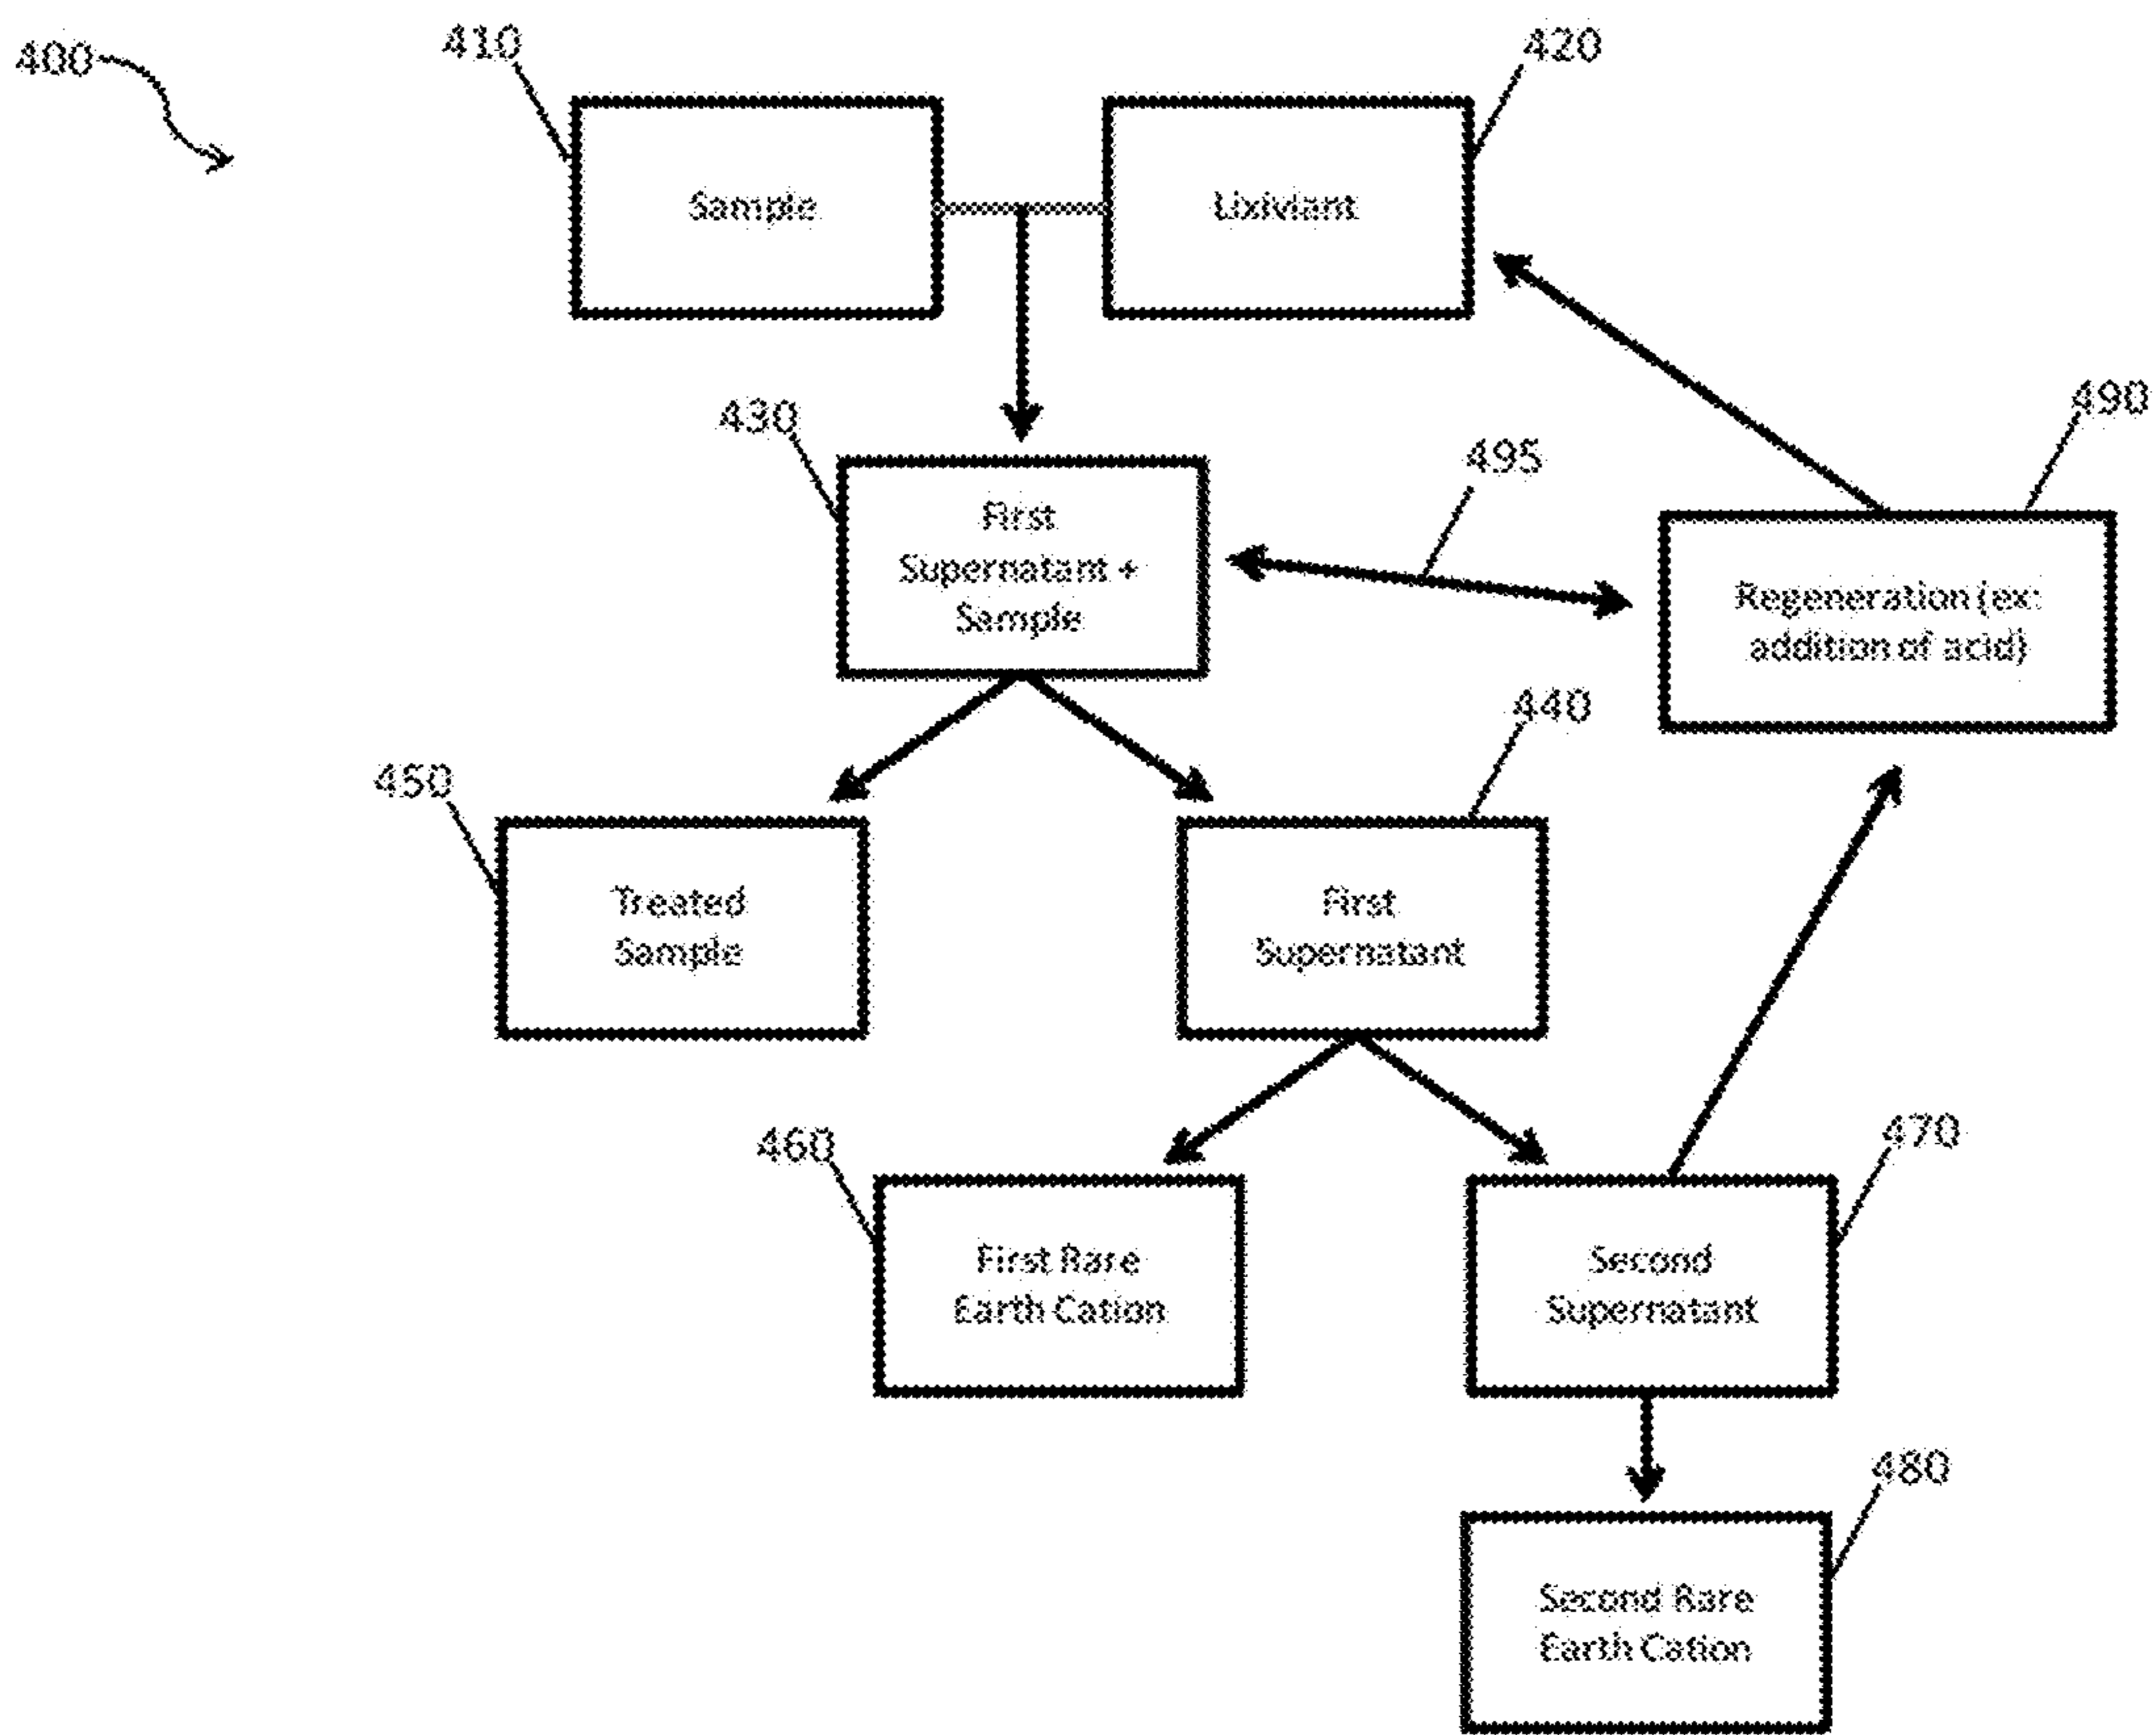 400
410
420
Sample
Lixiviant
430
495
490
First
Supernatant +
Sample
Regeneration (ex:
addition of acid)
450
440
Treated
Sample
First
Supernatant
460
470
First Rare
Earth Cation
Second
Supernatant
480
Second Rare
Earth Cation